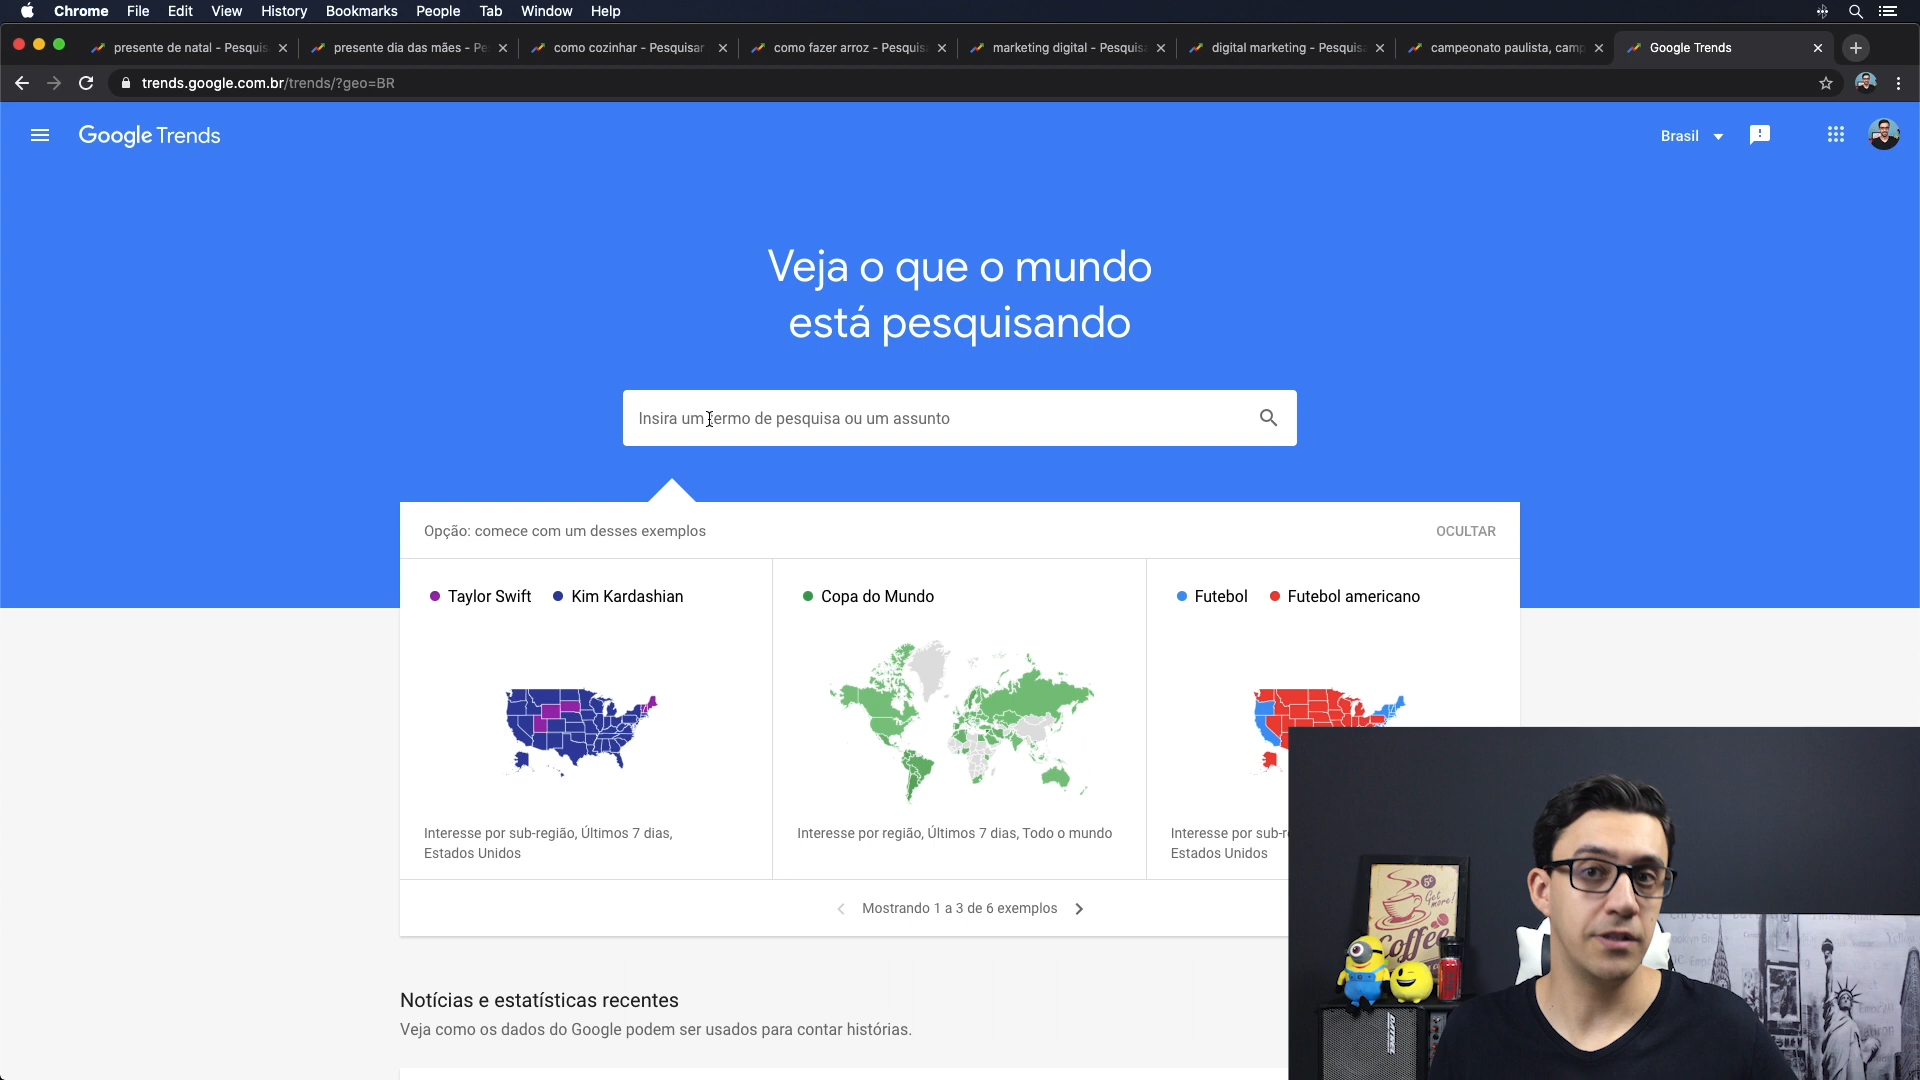 Chrome File Edit View History Bookmarks People Tab Window Help
presente de natal - Pesquis
presente dia das mães - Pe
como cozinhar - Pesquisar
como fazer arroz - Pesquis
marketing digital - Pesquis
digital marketing - Pesquis
campeonato paulista, camp
Google Trends
trends.google.com.br/trends/?geo=BR
Google Trends
Brasil
Veja o que o mundo
está pesquisando
Insira um termo de pesquisa ou um assunto
Opção: comece com um desses exemplos
OCULTAR
Taylor Swift Kim Kardashian
Copa do Mundo
Futebol Futebol americano
Interesse por sub-região, Últimos 7 dias,
Estados Unidos
Interesse por região, Últimos 7 dias, Todo o mundo
Interesse por sub-r
Estados Unidos
Mostrando 1 a 3 de 6 exemplos
Notícias e estatísticas recentes
Veja como os dados do Google podem ser usados para contar histórias.
Get
more!
Coffee